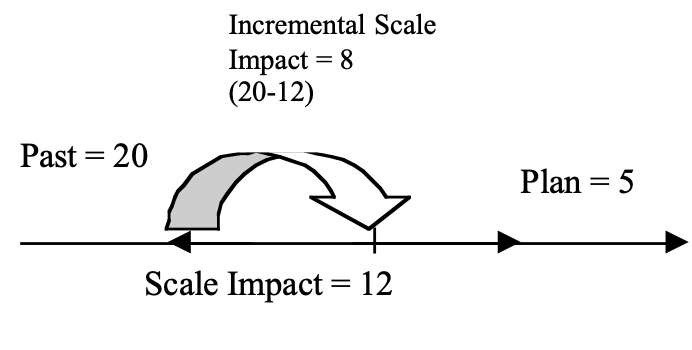 Incremental Scale
Impact = 8
(20-12)
Past = 20
Plan = 5
Scale Impact = 12